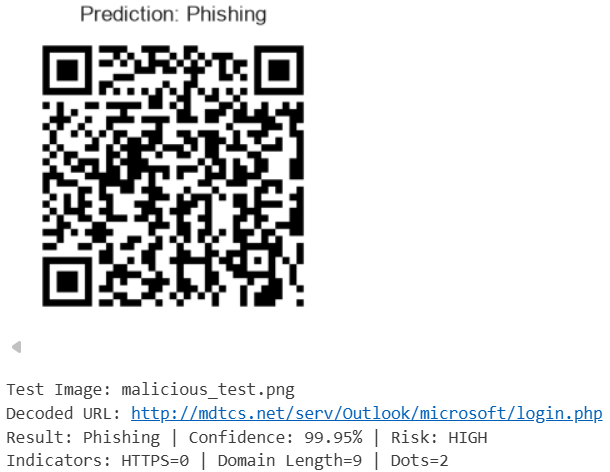 Prediction: Phishing
Test Image: malicious_test.png
Decoded URL: http://mdtcs.net/serv/Outlook/microsoft/login.php
Result: Phishing | Confidence: 99.95% | Risk: HIGH
Indicators: HTTPS=0 | Domain Length=9 | Dots=2